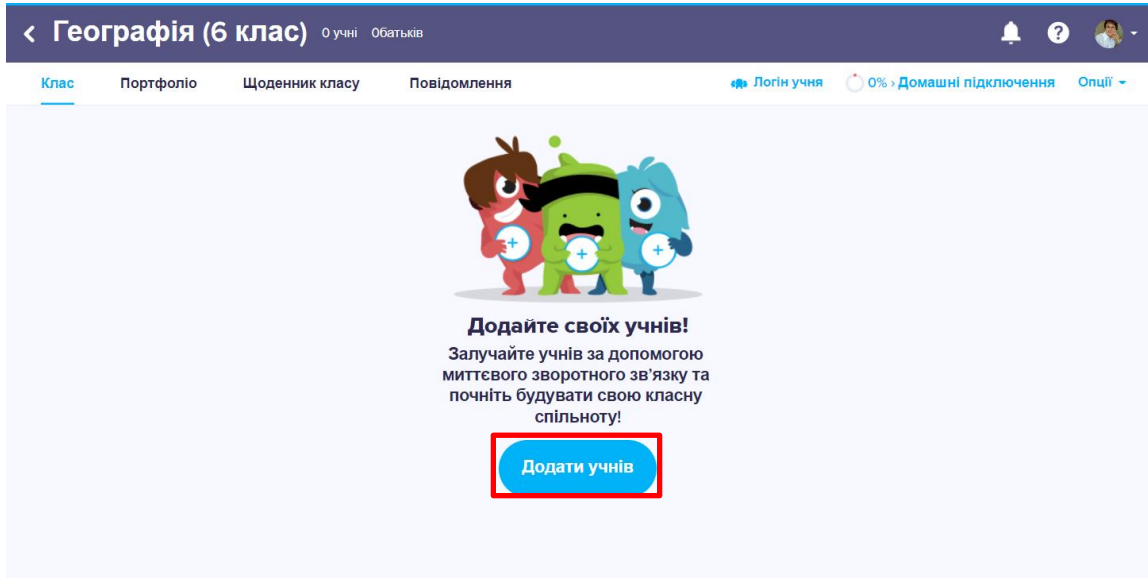 Географія (6 клас) 0 учні 0батьків
Клас Портфоліо Щоденник класу Повідомлення Логін учня 0% › Домашні підключення Опції
Додайте своїх учнів!
Залучайте учнів за допомогою
миттєвого зворотного зв'язку та
почніть будувати свою класну
спільноту!
Додати учнів